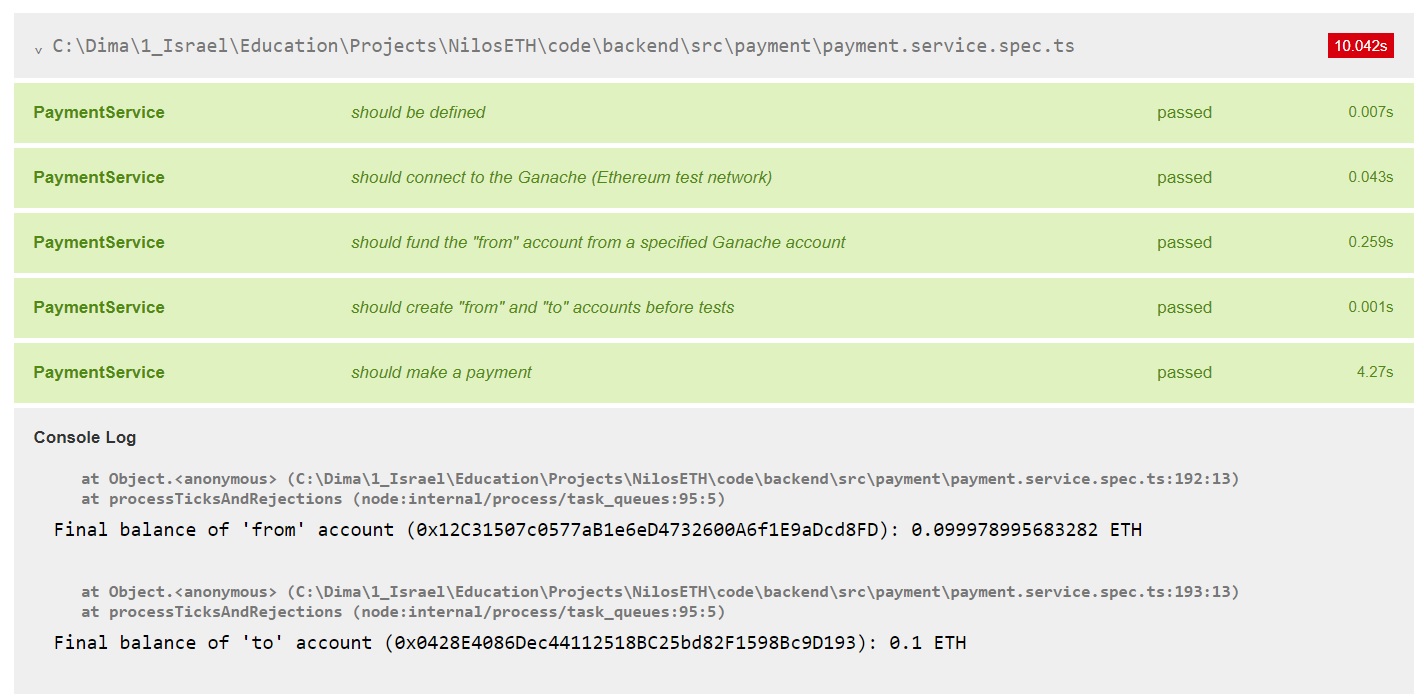 v C:\Dima\1_Israel\Education\Projects\NilosETH\code\backend\src\payment\payment.service.spec.ts 10.042s
PaymentService should be defined passed 0.007s
PaymentService should connect to the Ganache (Ethereum test network) passed 0.043s
PaymentService should fund the "from" account from a specified Ganache account passed 0.259s
PaymentService should create "from" and "to" accounts before tests passed 0.001s
PaymentService should make a payment passed 4.27s
Console Log
at Object.<anonymous> (C:\Dima\1_Israel\Education\Projects\NilosETH\code\backend\src\payment\payment.service.spec.ts:192:13)
at processTicksAndRejections (node:internal/process/task_queues:95:5)
Final balance of 'from' account (0x12C31507c0577aB1e6eD4732600A6f1E9aDcd8FD): 0.099978995683282 ETH
at Object.<anonymous> (C:\Dima\1_Israel\Education\Projects\NilosETH\code\backend\src\payment\payment.service.spec.ts:193:13)
at processTicksAndRejections (node:internal/process/task_queues:95:5)
Final balance of 'to' account (0x0428E4086Dec44112518BC25bd82F1598Bc9D193): 0.1 ETH